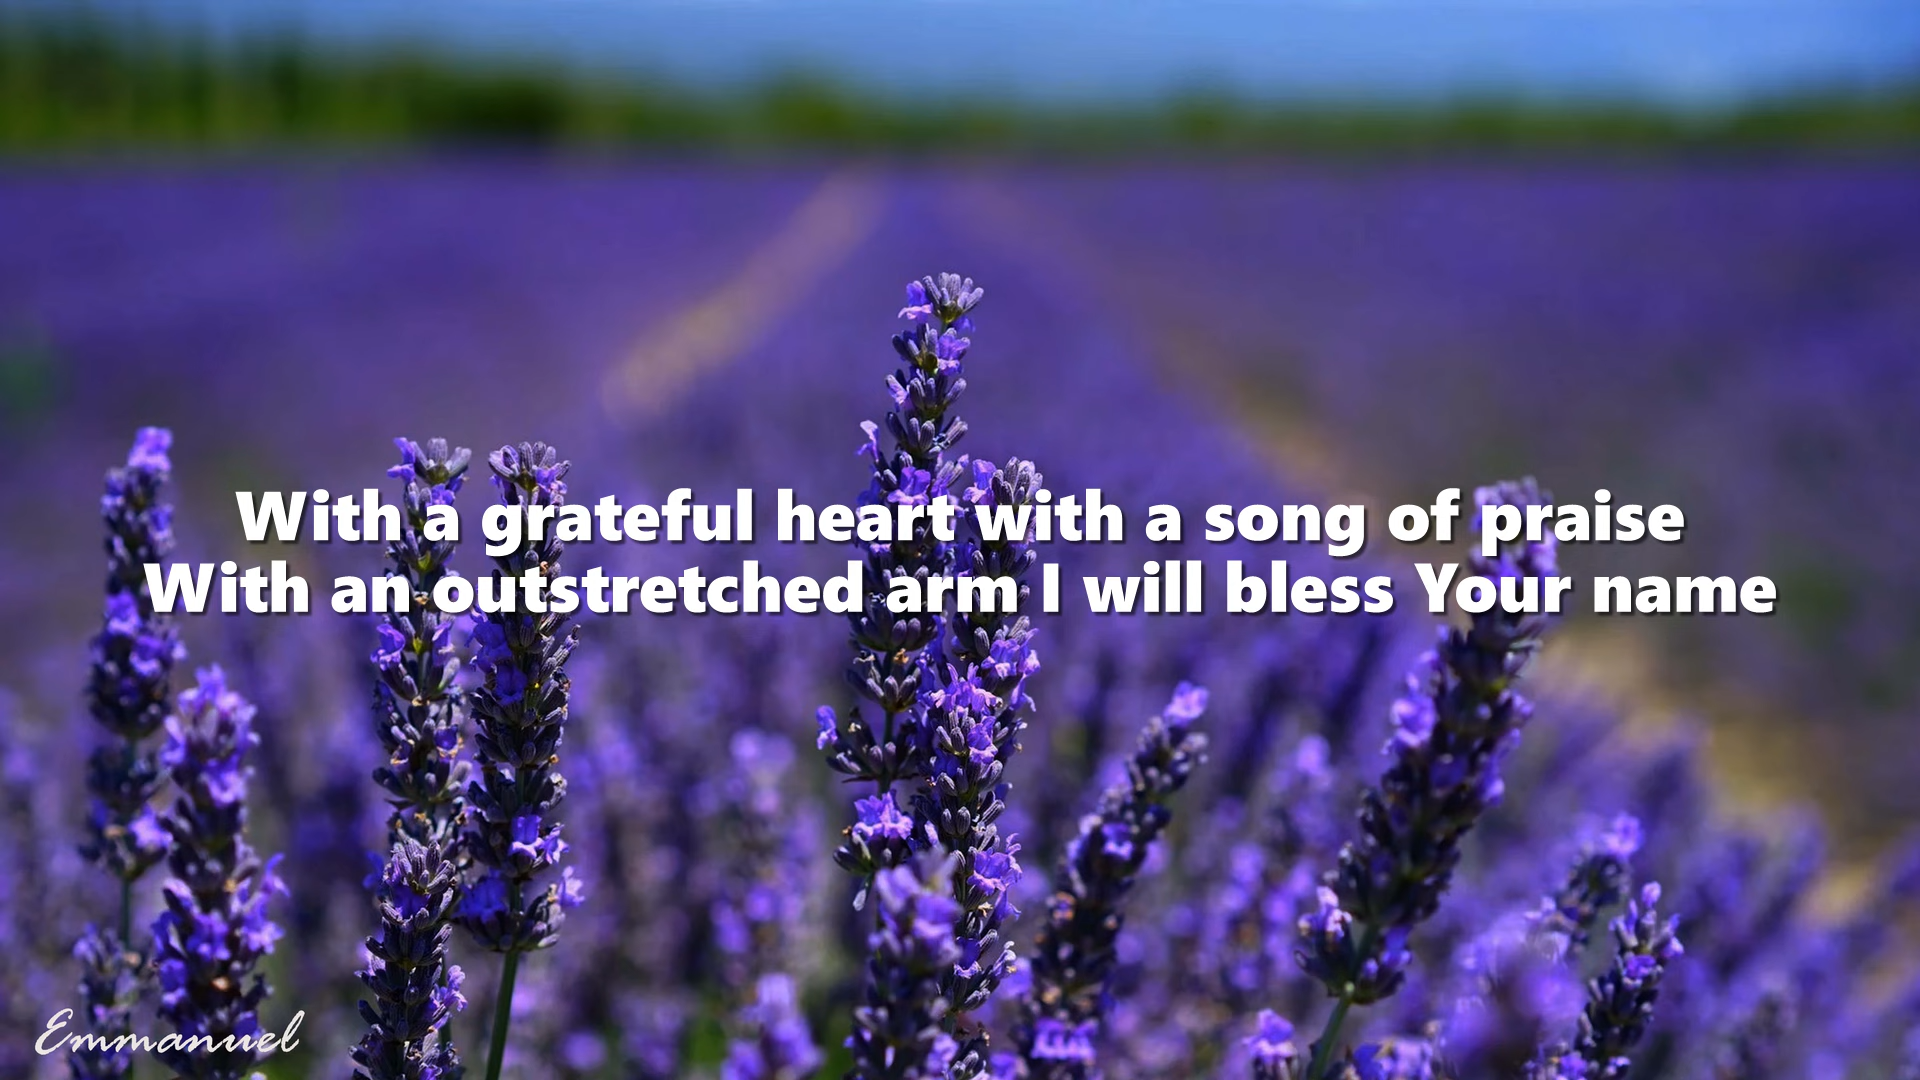 With a grateful heart with a song of praise
With an outstretched arm I will bless Your name
Emmanuel